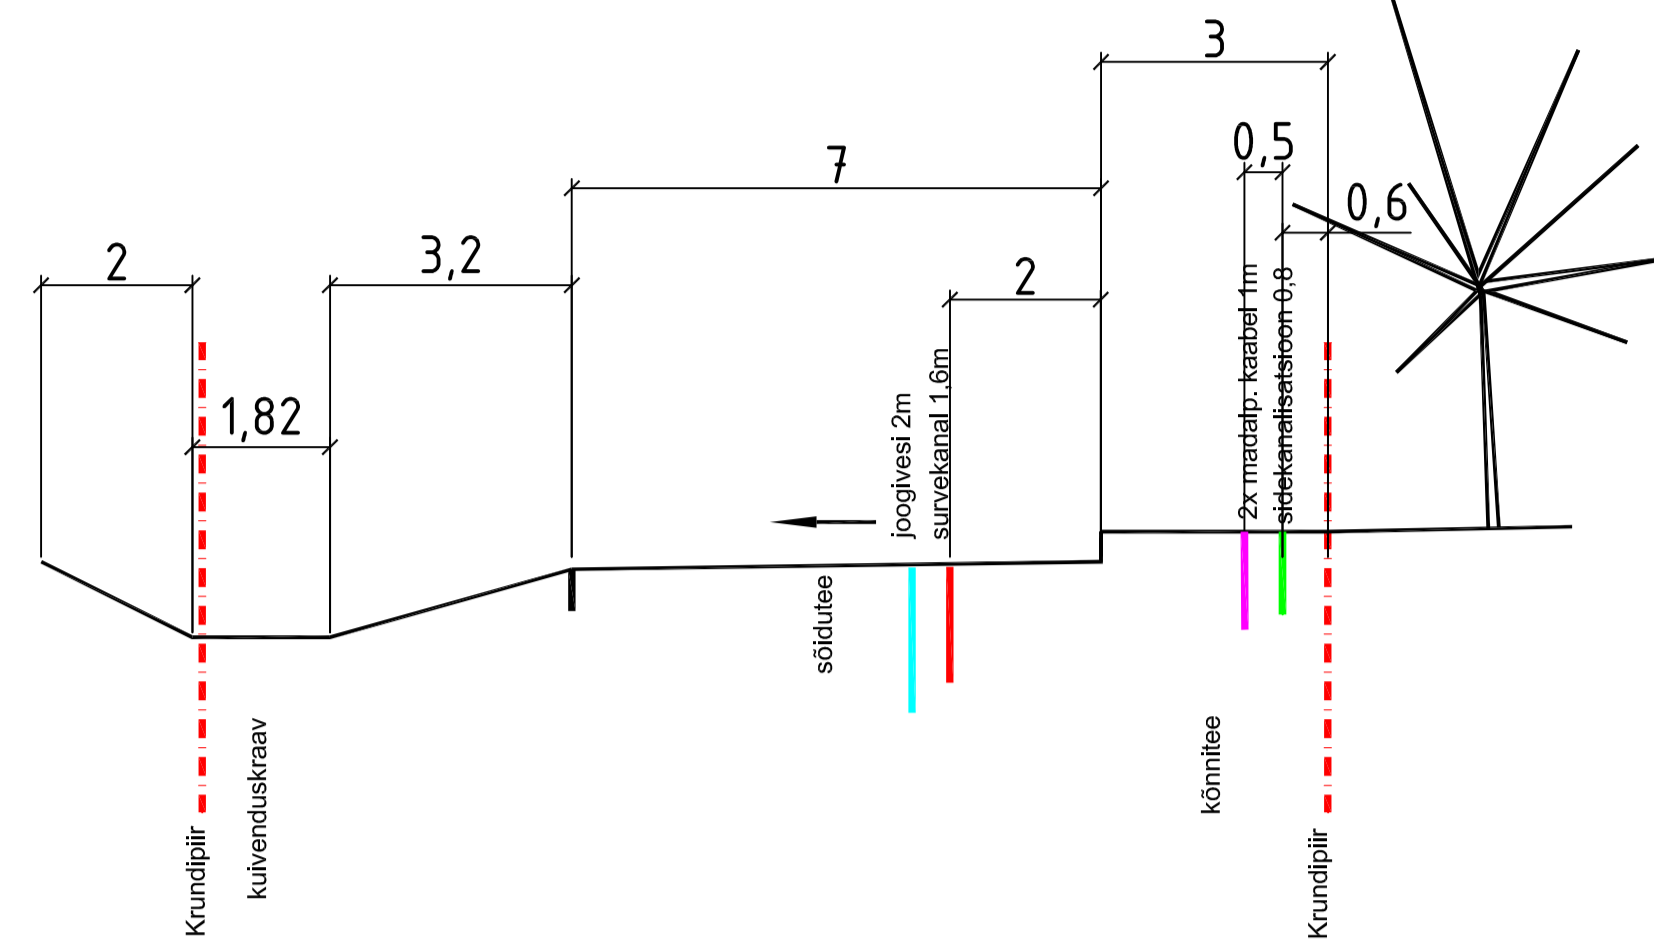 3
0,5
7
0,6
2
3,2
2
1,82
joogivesi 2m
survekanal 1,6m
2x madalp. kaabel 1m
sidekanalisatsioon 0,8
sõidutee
kõnnitee
kuivenduskraav
Krundipiir
Krundipiir